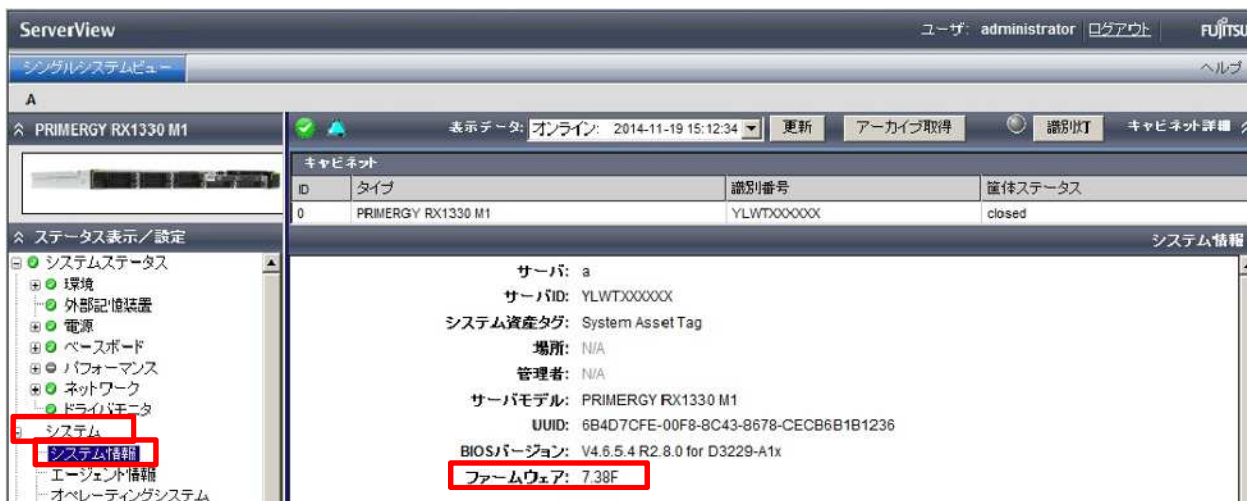 ServerView
ユーザ: administrator ログアウト FUJITSU
シングルシステムビュー ヘルプ
A
PRIMERGY RX1330 M1
表示データ: オンライン: 2014-11-19 15:12:34 更新 アーカイブ取得 識別灯 キャビネット詳細
キャビネット
ID タイプ 識別番号 筐体ステータス
0 PRIMERGY RX1330 M1 YLWTXXXXXX closed
ステータス表示／設定
システム情報
システムステータス
環境
外部記憶装置
電源
ベースボード
パフォーマンス
ネットワーク
ドライバモニタ
システム
システム情報
エージェント情報
オペレーティングシステム
サーバ: a
サーバID: YLWTXXXXXX
システム資産タグ: System Asset Tag
場所: N/A
管理者: N/A
サーバモデル: PRIMERGY RX1330 M1
UUID: 6B4D7CFE-00F8-8C43-8678-CECB6B1B1236
BIOSバージョン: V4.6.5.4 R2.8.0 for D3229-A1x
ファームウェア: 7.38F